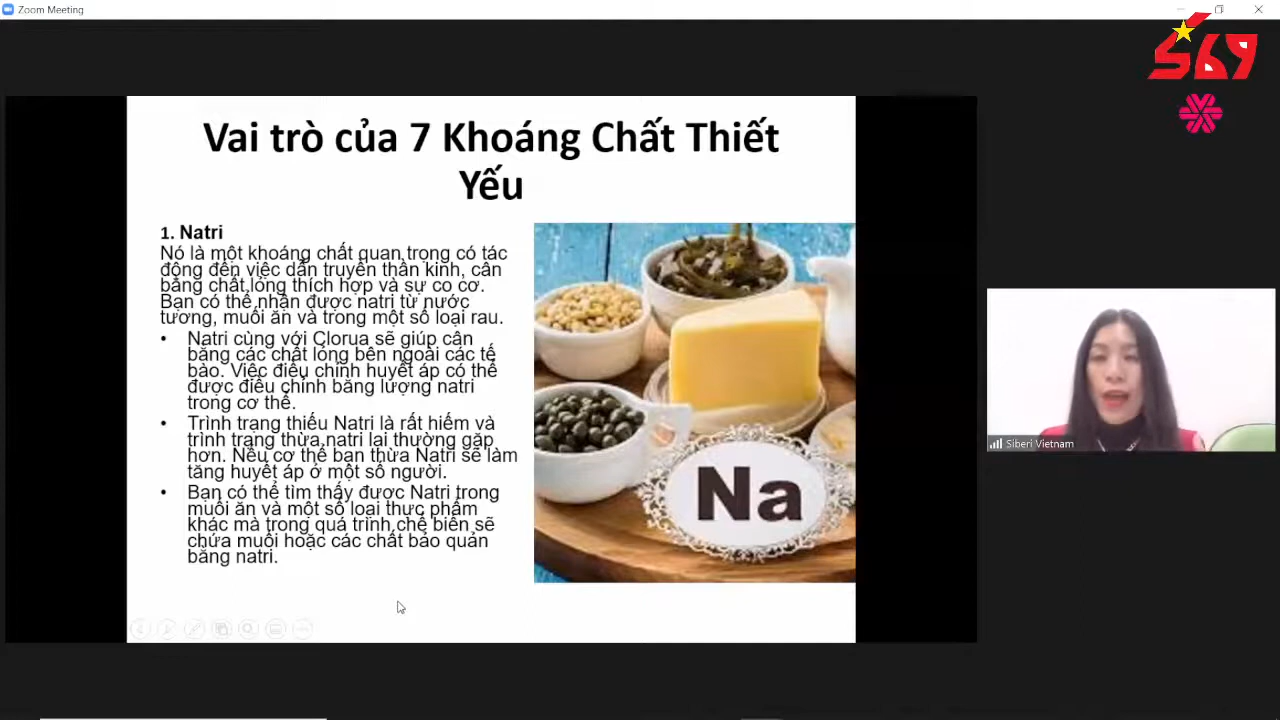 Zoom Meeting
S69
Vai trò của 7 Khoáng Chất Thiết
Yếu
1. Natri
Nó là một khoáng chất quan trọng có tác
động đến việc dẫn truyền thần kinh, cân
bằng chất lỏng thích hợp và sự co cơ.
Bạn có thể nhận được natri từ nước
tương, muối ăn và trong một số loại rau.
• Natri cùng với Clorua sẽ giúp cân
bằng các chất lỏng bên ngoài các tế
bào. Việc điều chỉnh huyết áp có thể
được điều chỉnh bằng lượng natri
trong cơ thể.
• Trình trạng thiếu Natri là rất hiếm và
trình trạng thừa natri lại thường gặp
hơn. Nếu cơ thể bạn thừa Natri sẽ làm
tăng huyết áp ở một số người.
• Bạn có thể tìm thấy được Natri trong
muối ăn và một số loại thực phẩm
khác mà trong quá trình chế biến sẽ
chứa muối hoặc các chất bảo quản
bằng natri.
Na
Siberi Vietnam